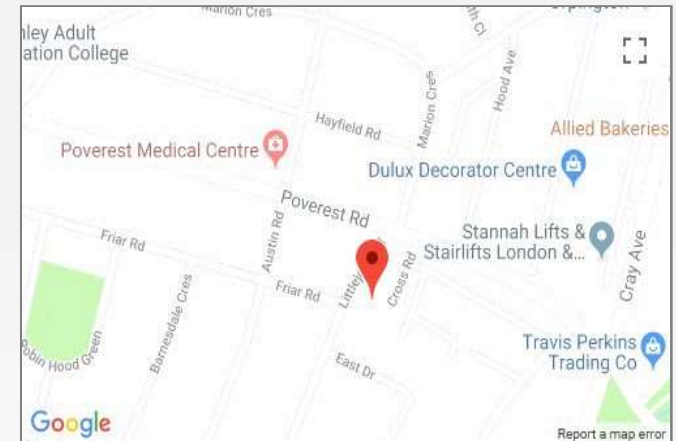 Marion Cres
nley Adult
ation College
Hood Ave
Marion Cres
Hayfield Rd
Allied Bakeries
Poverest Medical Centre
Dulux Decorator Centre
Poverest Rd
Austin Rd
Stannah Lifts &
Stairlifts London &...
Friar Rd
Cray Ave
Cross Rd
Friar Rd
Barnesdale Cres
Robin Hood Green
Travis Perkins
Trading Co
East Dr
Google
Report a map error